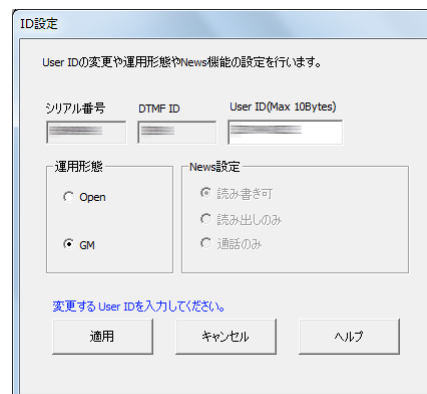 ID設定
User IDの変更や運用形態やNews機能の設定を行います。
シリアル番号 DTMF ID User ID(Max 10Bytes)
運用形態 News設定
Open 読み書き可
読み出しのみ
GM 通話のみ
変更する User IDを入力してください。
適用 キャンセル ヘルプ